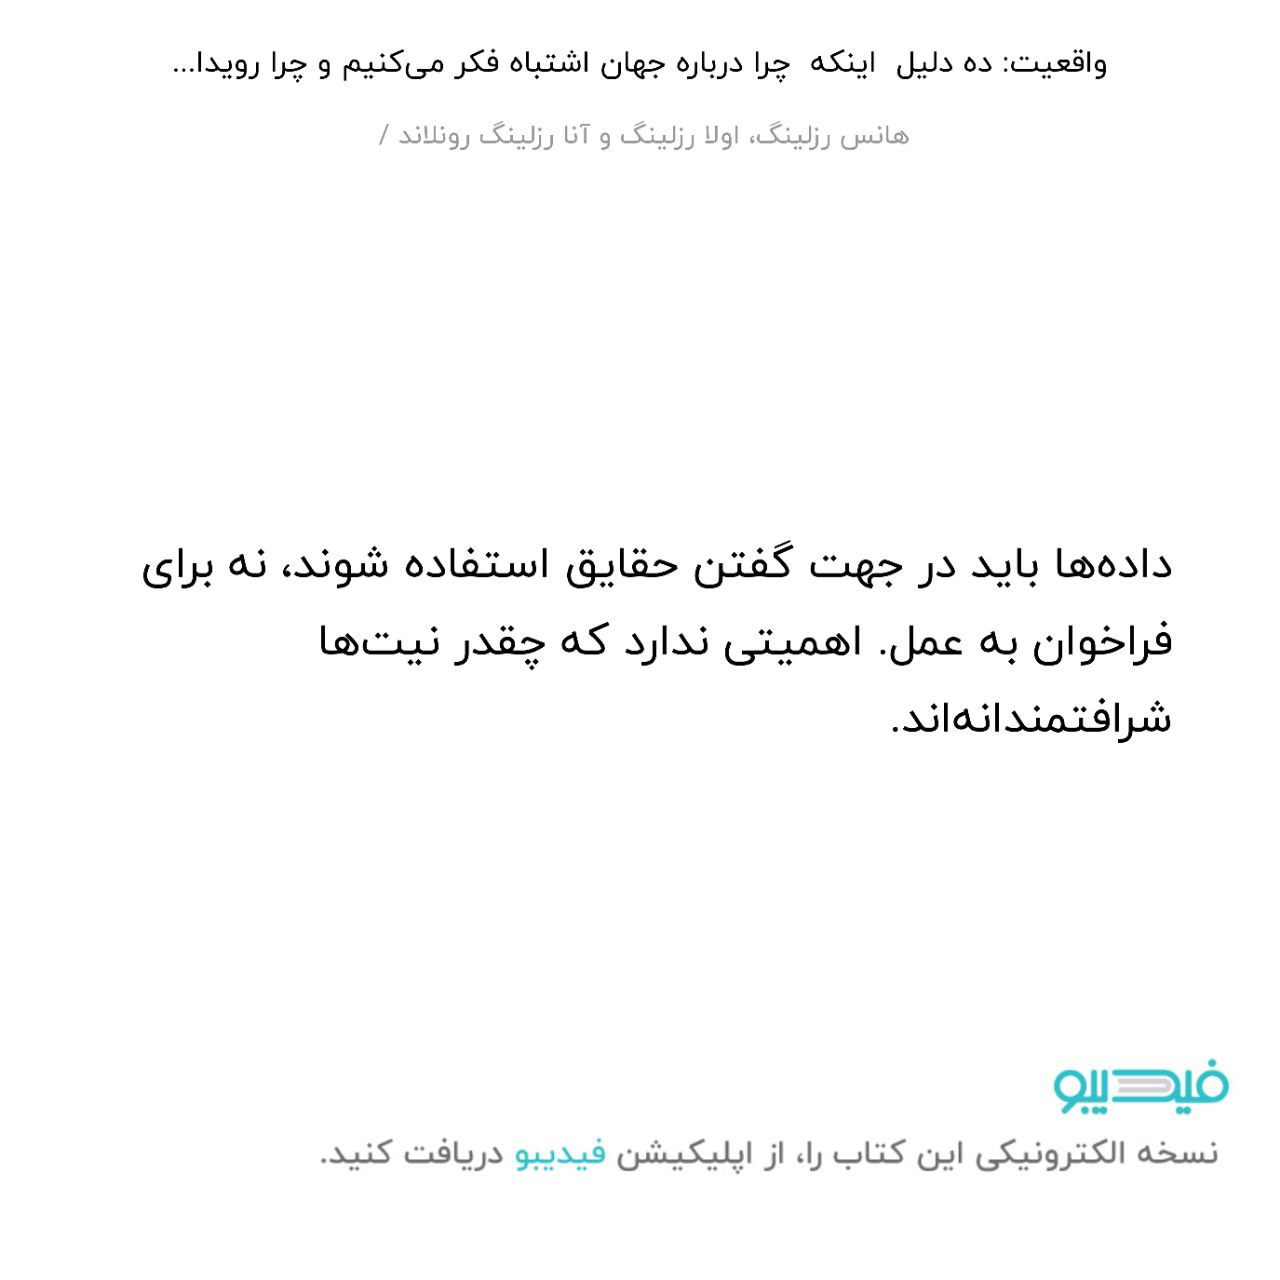 واقعیت: ده دلیل اینکه چرا درباره جهان اشتباه فکر می‌کنیم و چرا رویدا...
هانس رزلینگ، اولا رزلینگ و آنا رزلینگ رونلاند /
داده‌ها باید در جهت گفتن حقایق استفاده شوند، نه برای
فراخوان به عمل. اهمیتی ندارد که چقدر نیت‌ها
شرافتمندانه‌اند.
فیدیبو
نسخه الکترونیکی این کتاب را، از اپلیکیشن فیدیبو دریافت کنید.